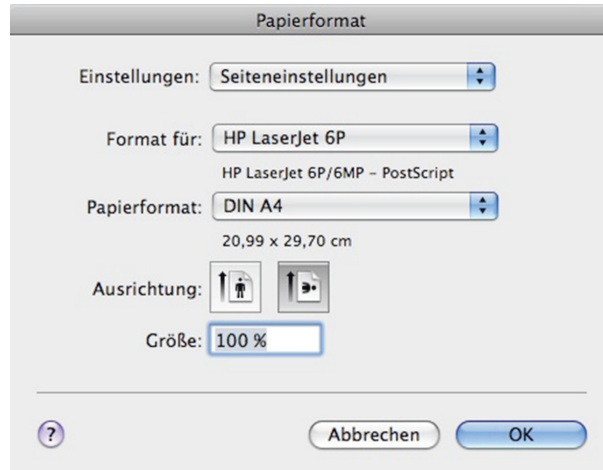 Papierformat
Einstellungen: Seiteneinstellungen
Format für: HP LaserJet 6P
HP LaserJet 6P/6MP – PostScript
Papierformat: DIN A4
20,99 x 29,70 cm
Ausrichtung:
Größe: 100 %
? Abbrechen OK